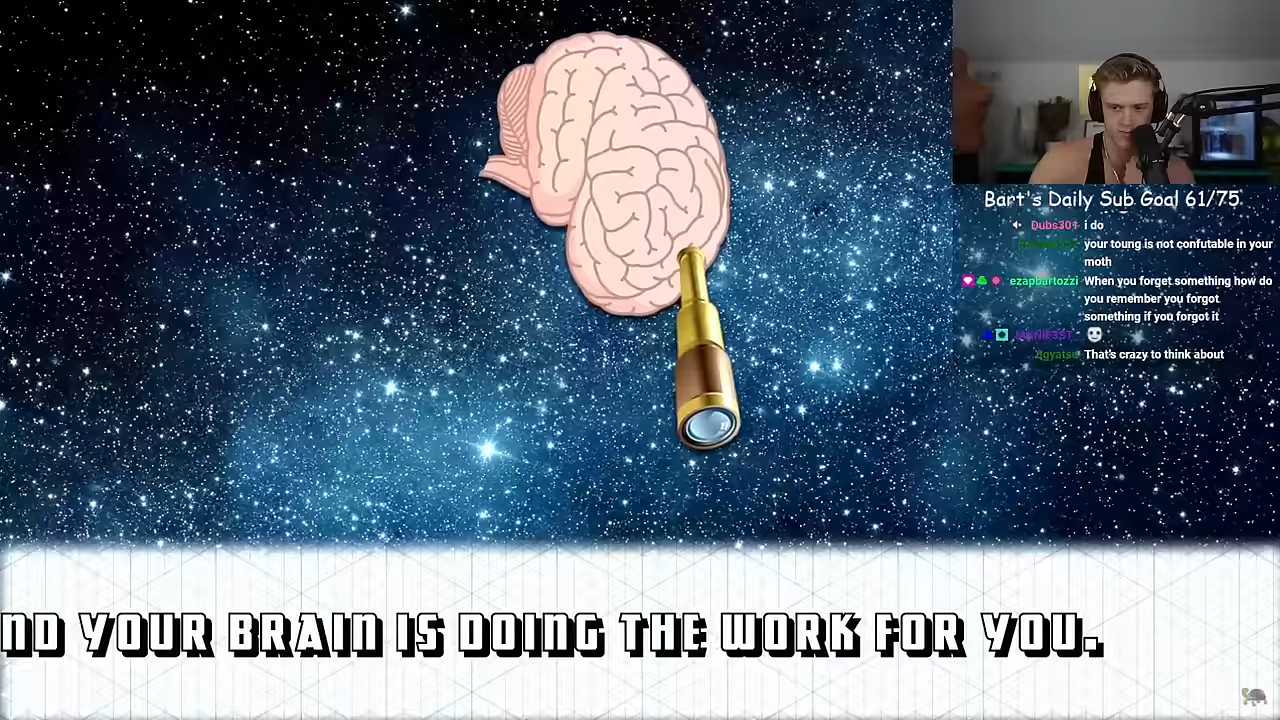 Bart's Daily Sub Goal 61/75
Dubs301 i do
your toung is not confutable in your
moth
ezapbartozzi When you forget something how do
you remember you forgot
something if you forgot it
That's crazy to think about
ND YOUR BRAIN IS DOING THE WORK FOR YOU.